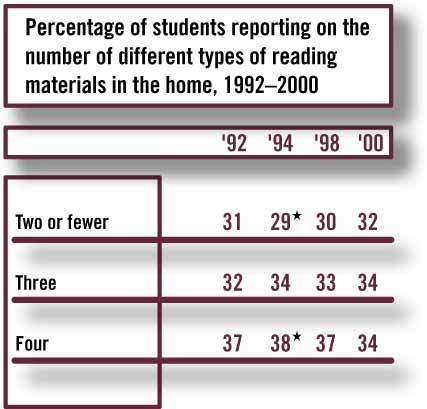 Percentage of students reporting on the
number of different types of reading
materials in the home, 1992–2000
'92 '94 '98 '00
Two or fewer 31 29★ 30 32
Three 32 34 33 34
Four 37 38★ 37 34